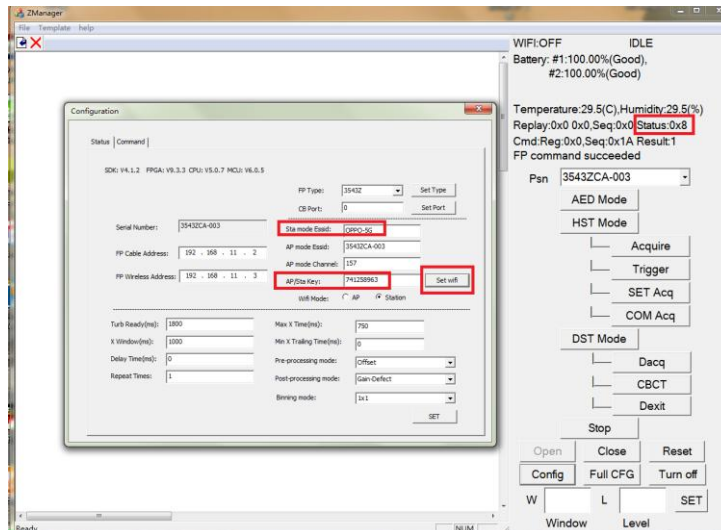 ZManager
File Template help
WIFI:OFF IDLE
Battery: #1:100.00%(Good),
#2:100.00%(Good)
Temperature:29.5(C),Humidity:29.5(%)
Replay:0x0 0x0,Seq:0x0,Status:0x8
Cmd:Reg:0x0,Seq:0x1A Result:1
FP command succeeded
Psn 3543ZCA-003
AED Mode
HST Mode
Acquire
Trigger
SET Acq
COM Acq
DST Mode
Dacq
CBCT
Dexit
Stop
Open Close Reset
Config Full CFG Turn off
W L SET
Window Level
Configuration
Status Command
SDK: V4.1.2 FPGA: V9.3.3 CPU: V5.0.7 MCU: V6.0.5
FP Type: 3543Z Set Type
CB Port: 0 Set Port
Serial Number: 3543ZCA-003
Sta mode Essid: OPPO-5G
FP Cable Address: 192 . 168 . 11 . 2
AP mode Essid: 3543ZCA-003
AP mode Channel: 157
FP Wireless Address: 192 . 168 . 11 . 3
AP/Sta Key: 741258963 Set wifi
Wifi Mode: AP Station
Turb Ready(ms): 1800
Max X Time(ms): 750
X Window(ms): 1000
Min X Trailing Time(ms): 0
Delay Time(ms): 0
Pre-processing mode: Offset
Repeat Times: 1
Post-processing mode: Gain-Defect
Binning mode: 1x1
SET
Ready NUM